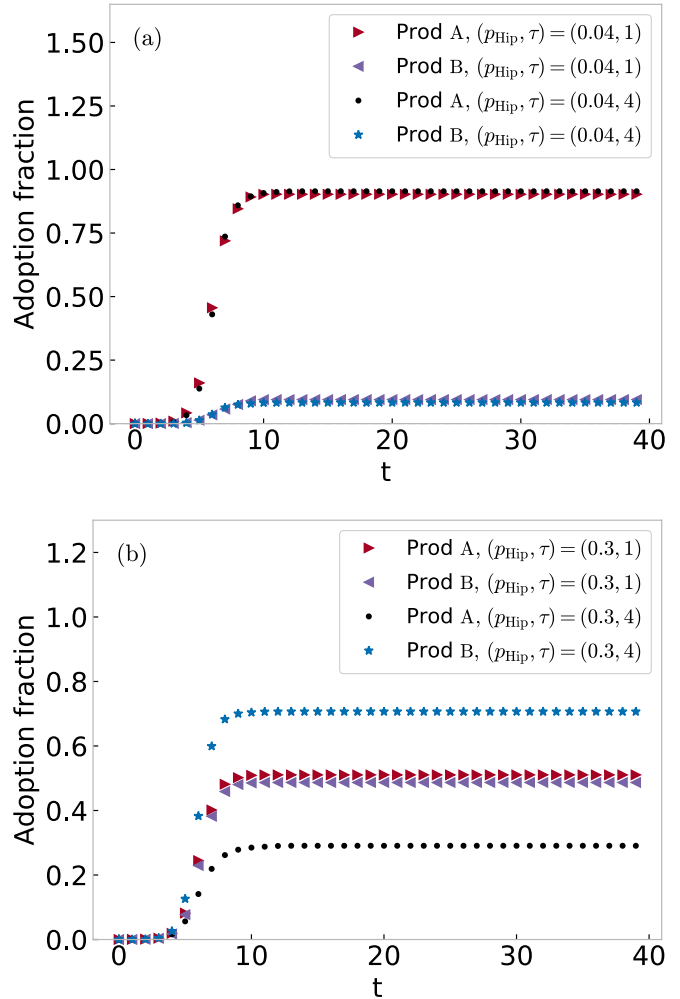 (a)
Prod A, (p_Hip, τ) = (0.04, 1)
Prod B, (p_Hip, τ) = (0.04, 1)
Prod A, (p_Hip, τ) = (0.04, 4)
Prod B, (p_Hip, τ) = (0.04, 4)
1.50
1.25
1.00
0.75
0.50
0.25
0.00
Adoption fraction
0 10 20 30 40
t
(b)
Prod A, (p_Hip, τ) = (0.3, 1)
Prod B, (p_Hip, τ) = (0.3, 1)
Prod A, (p_Hip, τ) = (0.3, 4)
Prod B, (p_Hip, τ) = (0.3, 4)
1.2
1.0
0.8
0.6
0.4
0.2
0.0
Adoption fraction
0 10 20 30 40
t